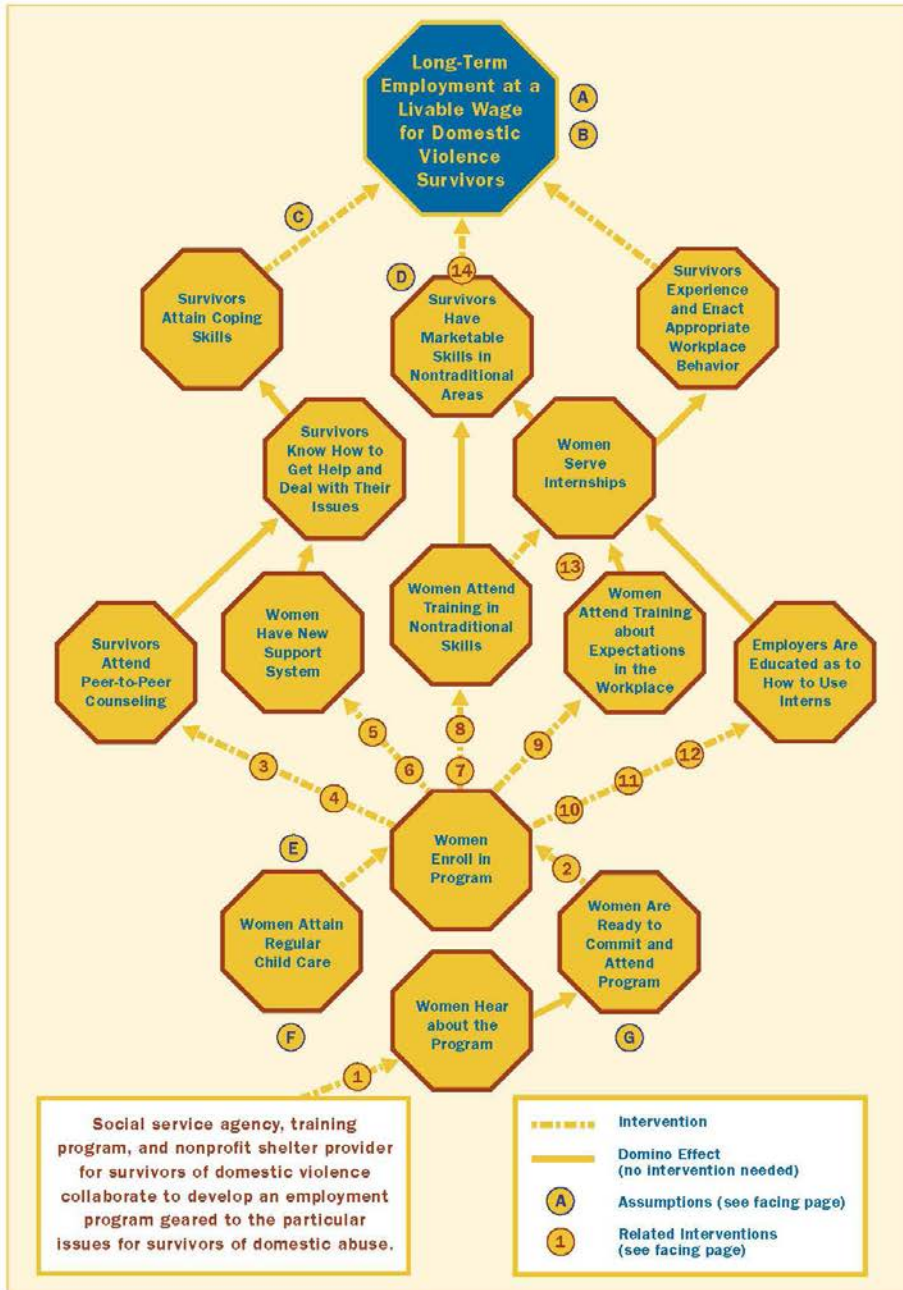 Long-Term
Employment at a
Livable Wage
for Domestic
Violence
Survivors
A
B
C
Survivors
Attain Coping
Skills
D
14
Survivors
Have
Marketable
Skills in
Nontraditional
Areas
Survivors
Experience
and Enact
Appropriate
Workplace
Behavior
Survivors
Know How to
Get Help and
Deal with Their
Issues
Women
Serve
Internships
13
Survivors
Attend
Peer-to-Peer
Counseling
Women
Have New
Support
System
Women Attend
Training in
Nontraditional
Skills
Women
Attend Training
about
Expectations
in the
Workplace
Employers Are
Educated as to
How to Use
Interns
3
4
5
6
8
7
9
10
11
12
Women
Enroll in
Program
E
2
Women Attain
Regular
Child Care
Women Are
Ready to
Commit and
Attend
Program
F
Women Hear
about the
Program
G
1
Social service agency, training
program, and nonprofit shelter provider
for survivors of domestic violence
collaborate to develop an employment
program geared to the particular
issues for survivors of domestic abuse.
Intervention
Domino Effect
(no intervention needed)
A
Assumptions (see facing page)
1
Related Interventions
(see facing page)